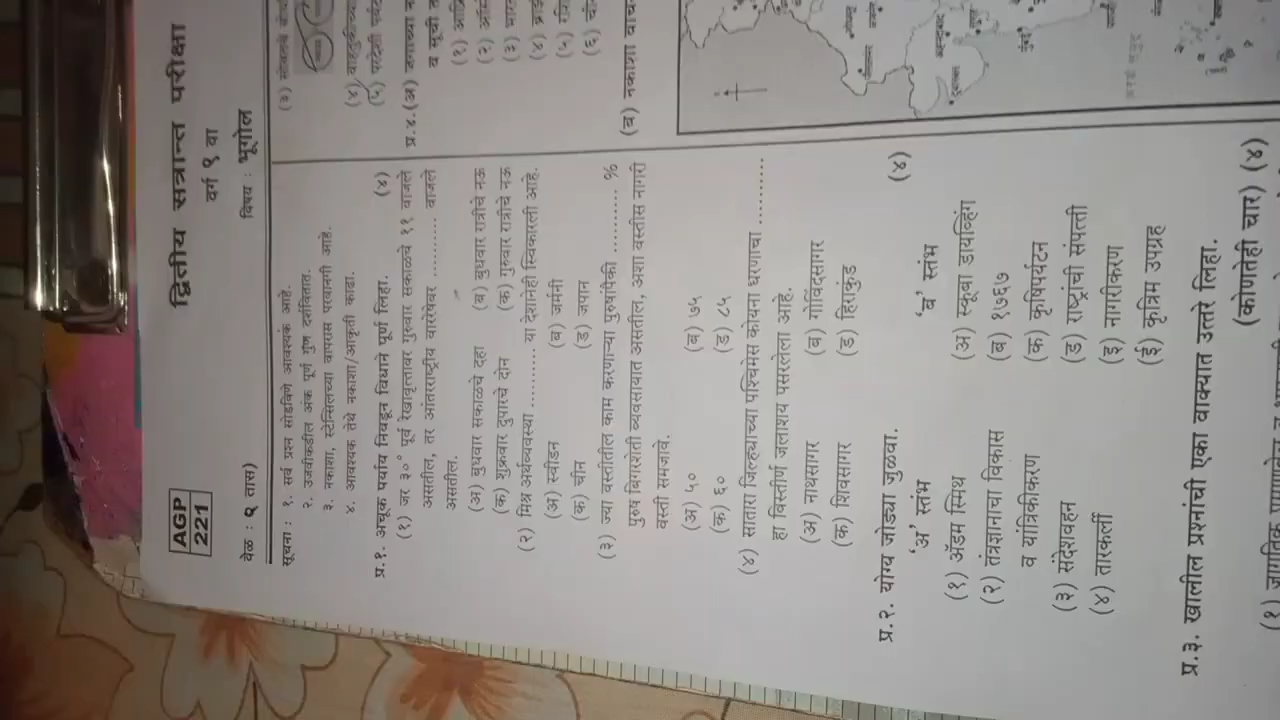 AGP
221
द्वितीय सत्रान्त परीक्षा
वर्ग ९ वा
वेळ : २ तास)
विषय : भूगोल
सूचना : १. सर्व प्रश्न सोडविणे आवश्यक आहे.
२. उजवीकडील अंक पूर्ण गुण दर्शवितात.
३. नकाशा, स्टेन्सिलच्या वापरास परवानगी आहे.
४. आवश्यक तेथे नकाशा/आकृती काढा.
प्र.१. अचूक पर्याय निवडून विधाने पूर्ण लिहा. (४)
(१) जर ३०° पूर्व रेखावृत्तावर गुरुवार सकाळचे ११ वाजले
असतील, तर आंतरराष्ट्रीय वाररेषेवर ......... वाजले
असतील.
(अ) बुधवार सकाळचे दहा (ब) बुधवार रात्रीचे नऊ
(क) शुक्रवार दुपारचे दोन (ड) गुरुवार रात्रीचे नऊ
(२) मिश्र अर्थव्यवस्था ............ या देशानेही स्विकारली आहे.
(अ) स्वीडन (ब) जर्मनी
(क) चीन (ड) जपान
(३) ज्या वस्तीतील काम करणाऱ्या पुरुषांपैकी .......... %
पुरुष बिगरशेती व्यवसायात असतील, अशा वस्तीस नागरी
वस्ती समजावे.
(अ) ५० (ब) ७५
(क) ६० (ड) ८५
(४) सातारा जिल्ह्याच्या पश्चिमेस कोयना धरणाचा ..........
हा विस्तीर्ण जलाशय पसरलेला आहे.
(अ) नाथसागर (ब) गोविंदसागर
(क) शिवसागर (ड) हिराकुंड
प्र.२. योग्य जोड्या जुळवा. (४)
'अ' स्तंभ 'ब' स्तंभ
(१) अ‍ॅडम स्मिथ (अ) स्कूबा डायव्हिंग
(२) तंत्रज्ञानाचा विकास (ब) १७६७
व यांत्रिकीकरण (क) कृषिपर्यटन
(३) संदेशवहन (ड) राष्ट्रांची संपत्ती
(४) तारकर्ली (इ) नागरीकरण
(ई) कृत्रिम उपग्रह
प्र.३. खालील प्रश्नांची एका वाक्यात उत्तरे लिहा.
(कोणतेही चार) (४)
(१) जागतिक
प्र.४.(अ)
(ब) नकाशा